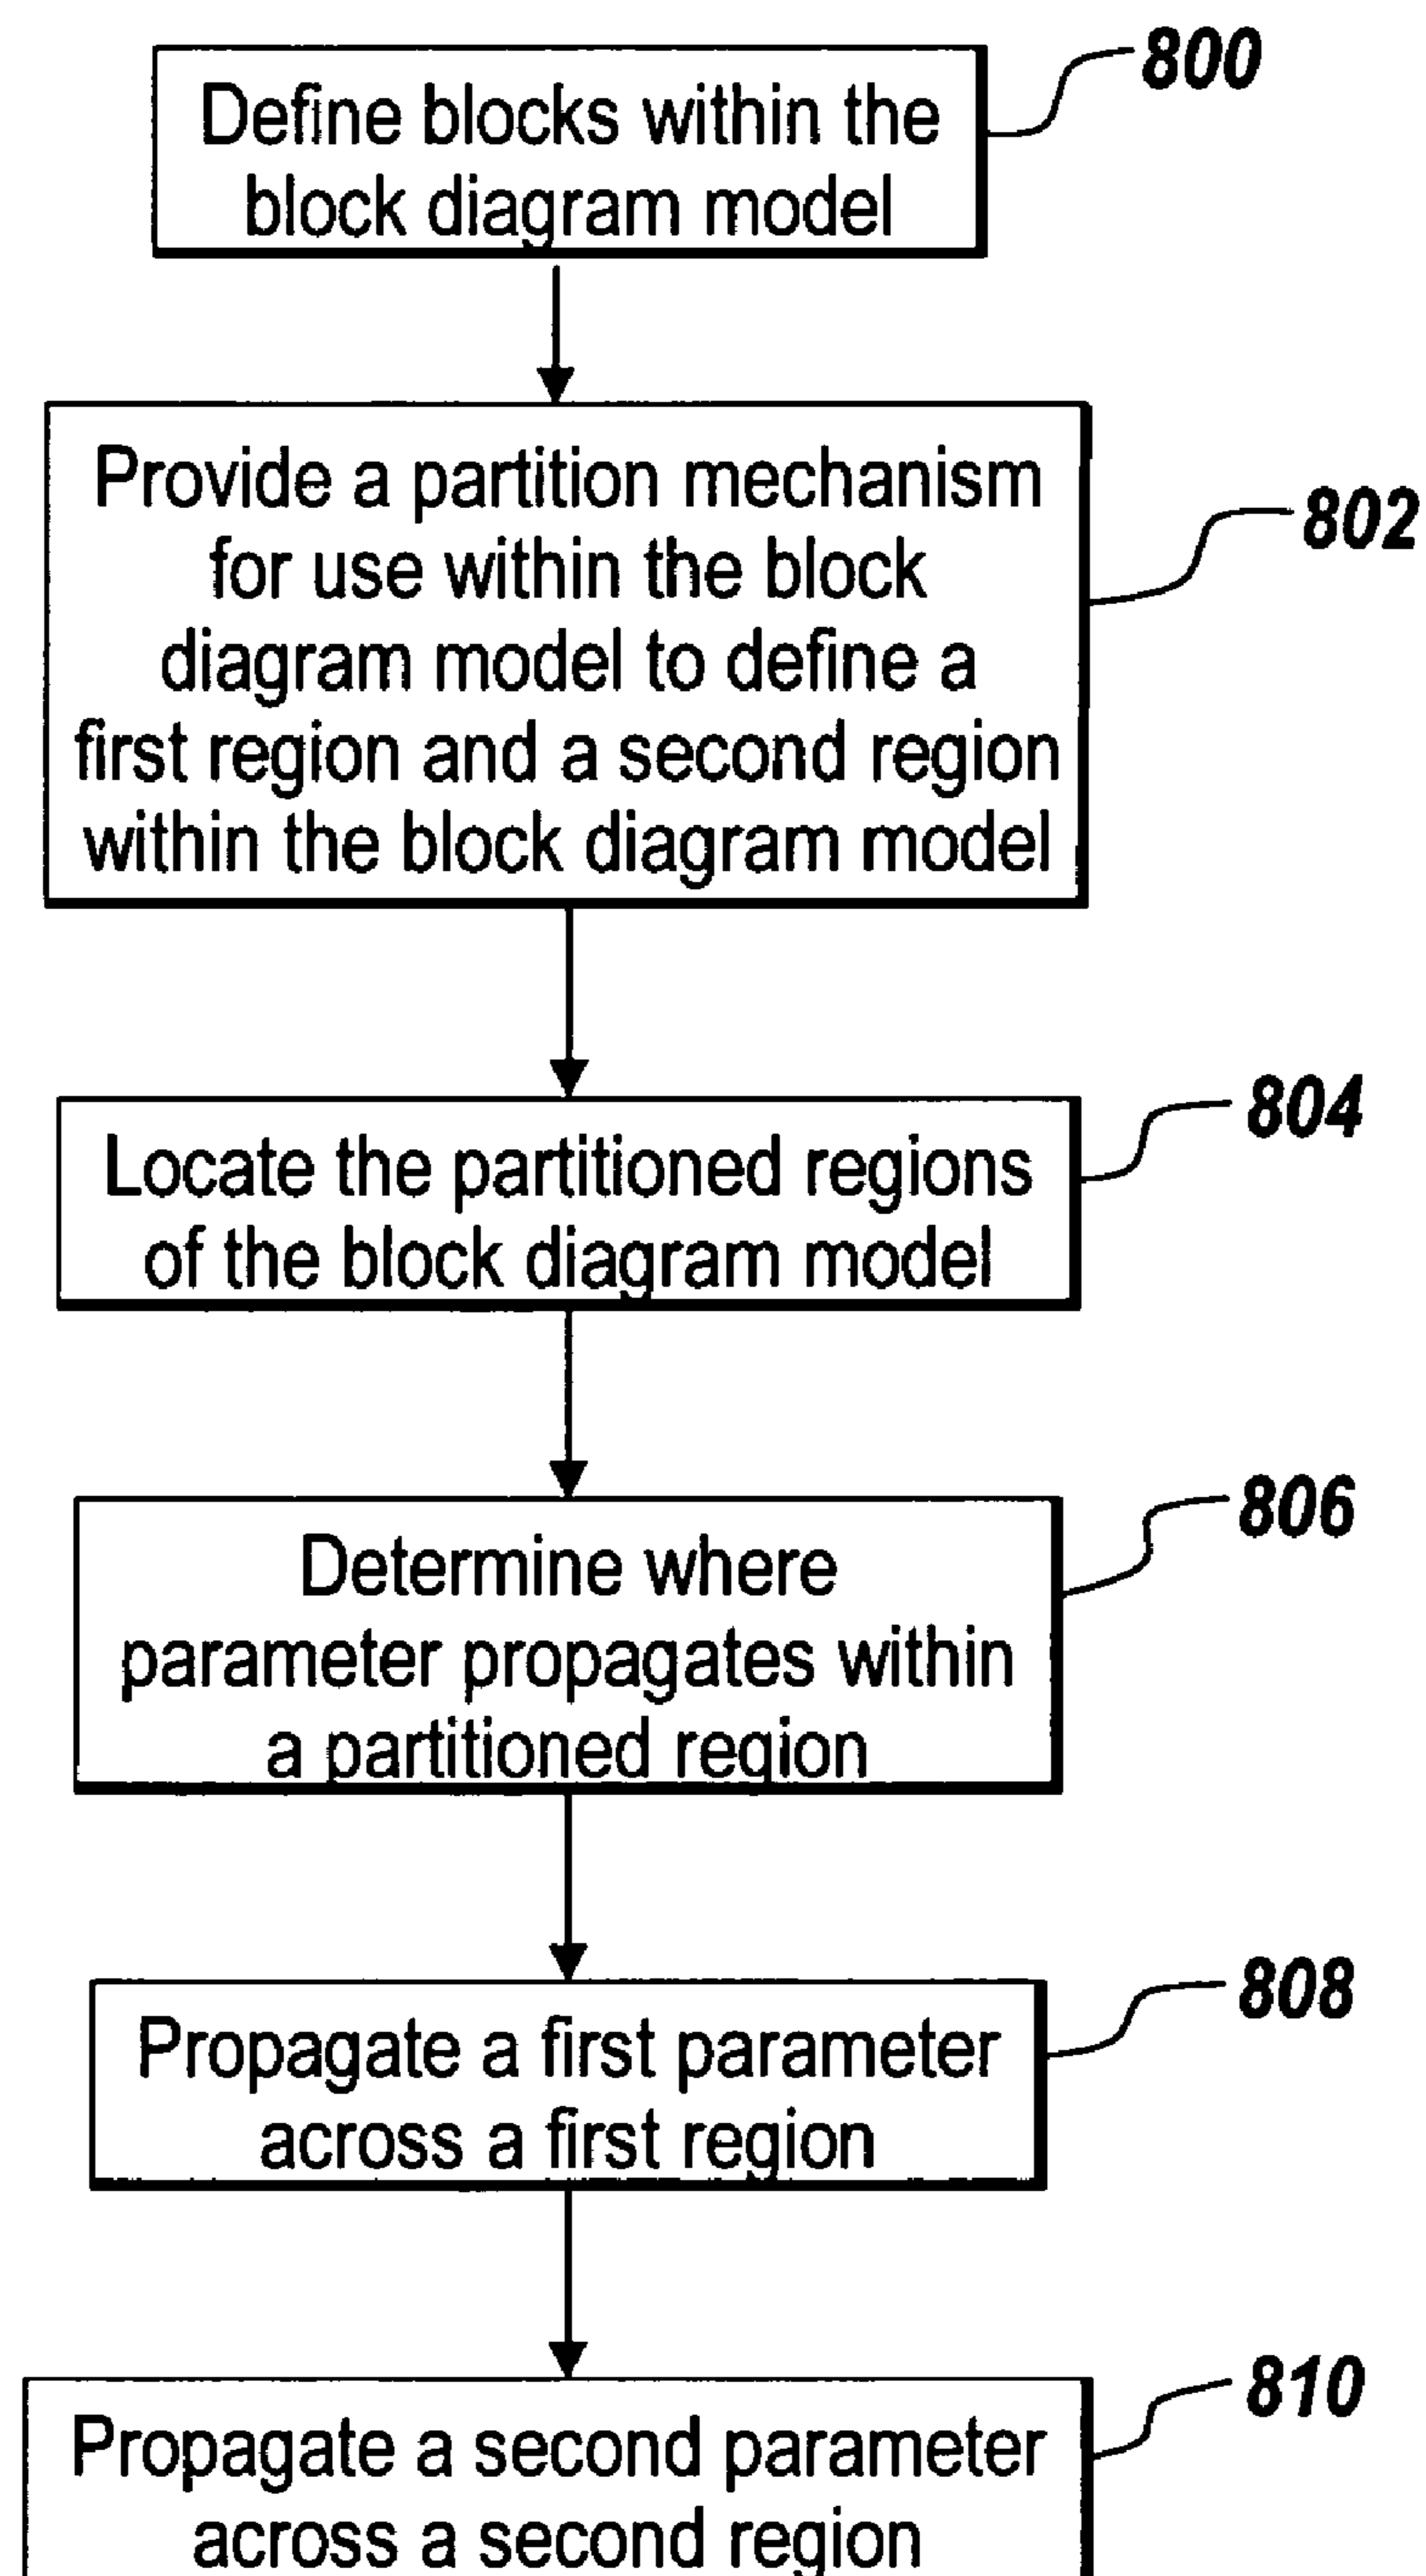 800
Define blocks within the
block diagram model
Provide a partition mechanism
for use within the block
diagram model to define a
first region and a second region
within the block diagram model
802
Locate the partitioned regions
of the block diagram model
804
Determine where
parameter propagates within
a partitioned region
806
Propagate a first parameter
across a first region
808
Propagate a second parameter
across a second region
810